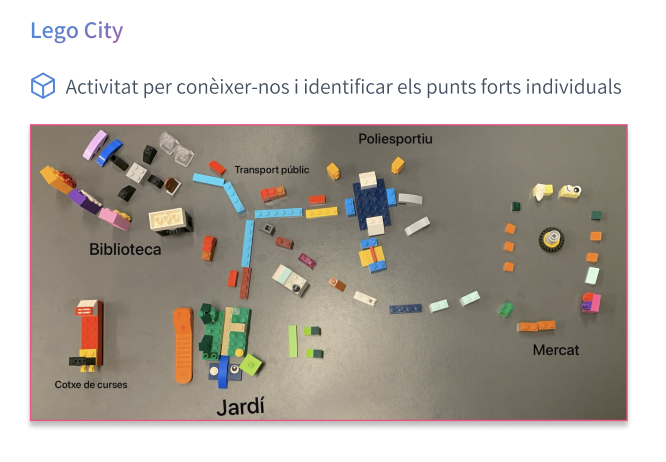 Lego City
Activitat per conèixer-nos i identificar els punts forts individuals
Poliesportiu
Transport públic
Biblioteca
Mercat
Cotxe de curses
Jardí